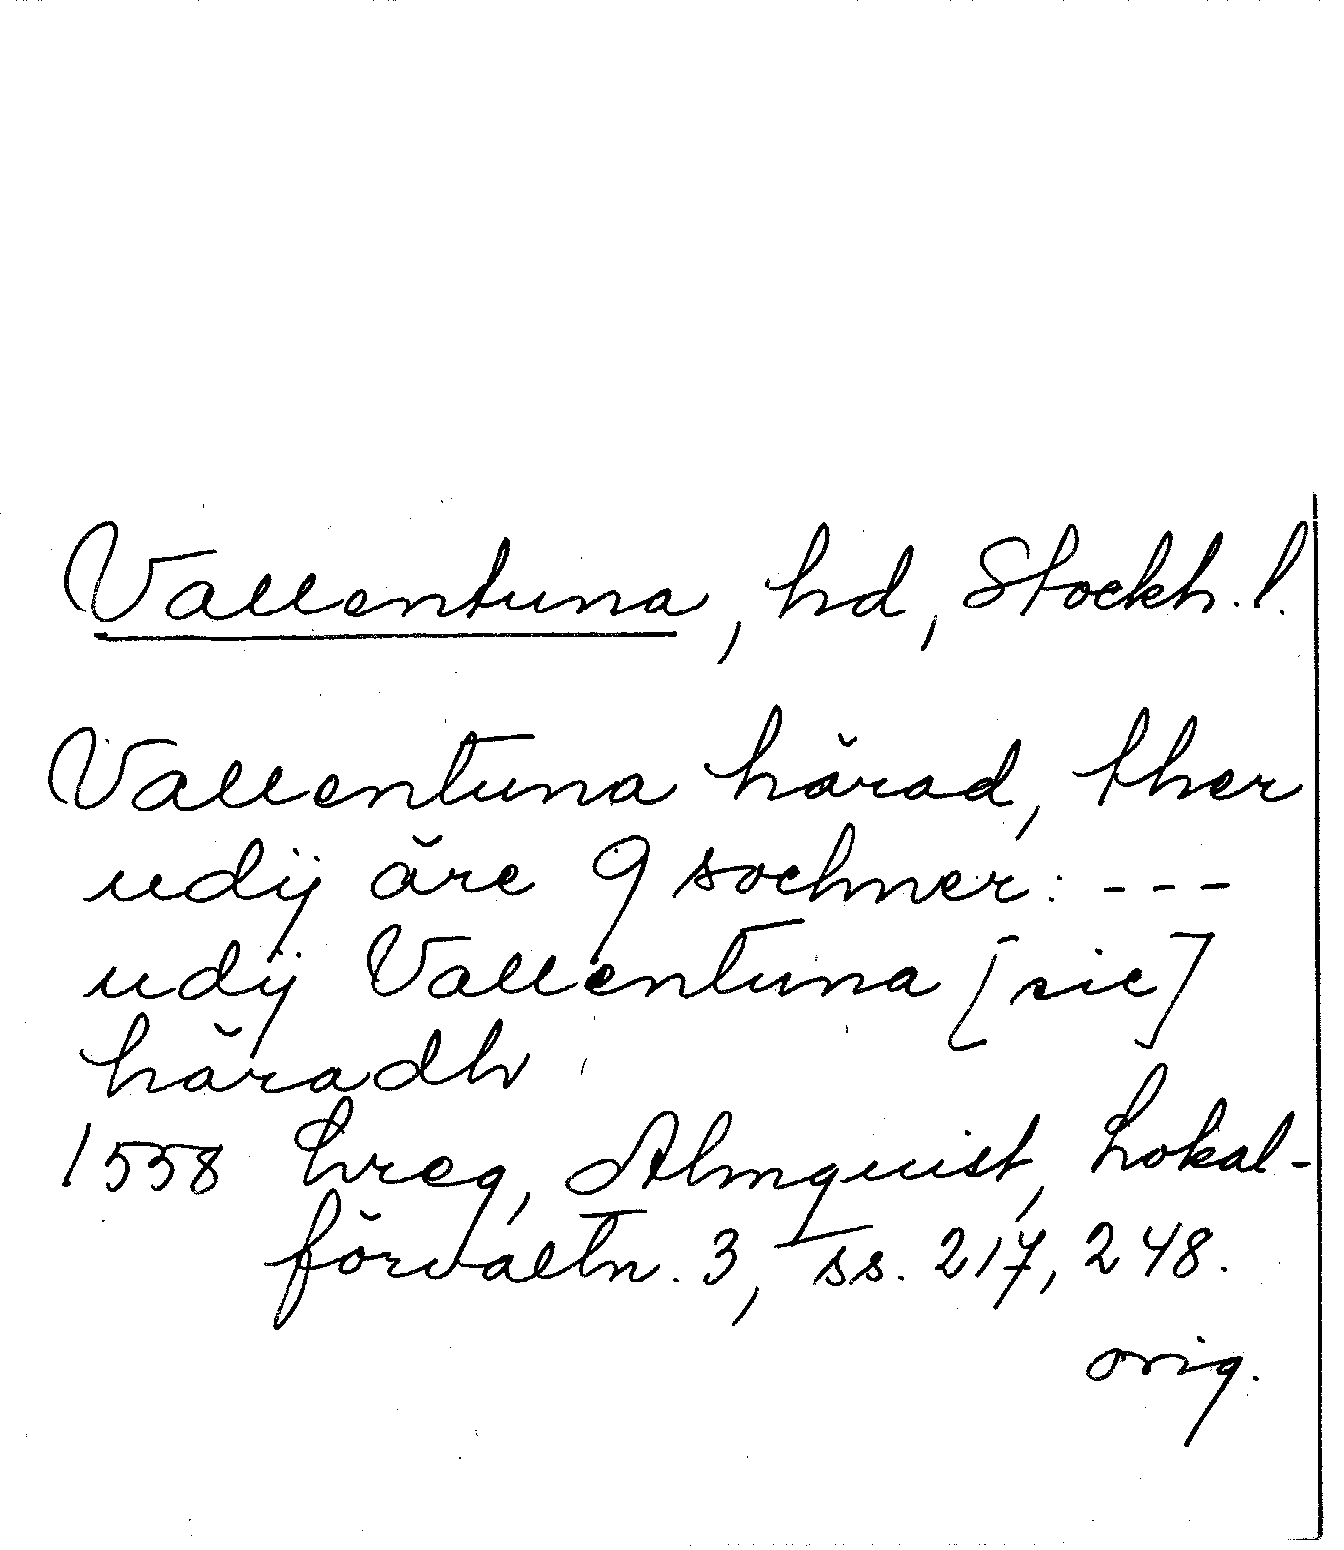 Vallentuna, hd, Stockh. l.
Vallentuna härad, ther
udij äre 9 sochner: ---
udij Vallentuna [sic]
häradh
1558 hreg, Almquist, Lokal-
förvaltn. 3, ss. 217, 248.
orig.